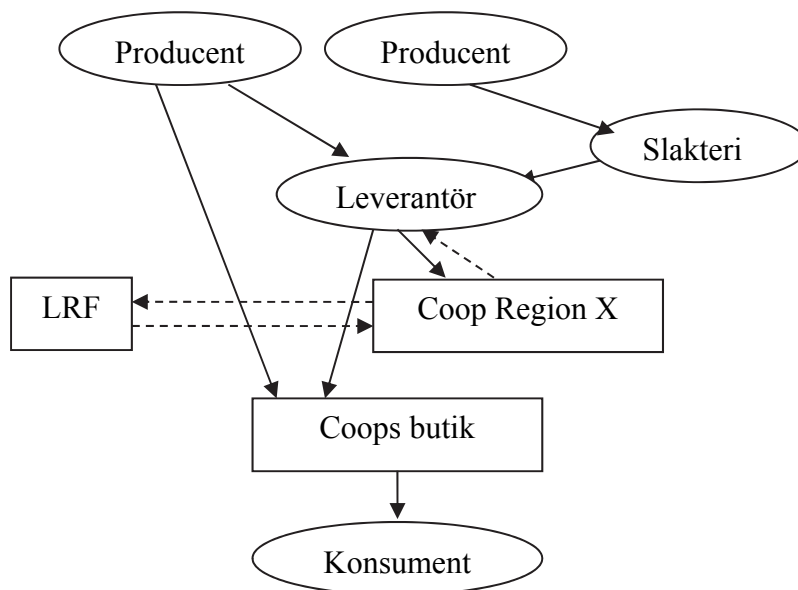 Producent
Producent
Slakteri
Leverantör
LRF
Coop Region X
Coops butik
Konsument